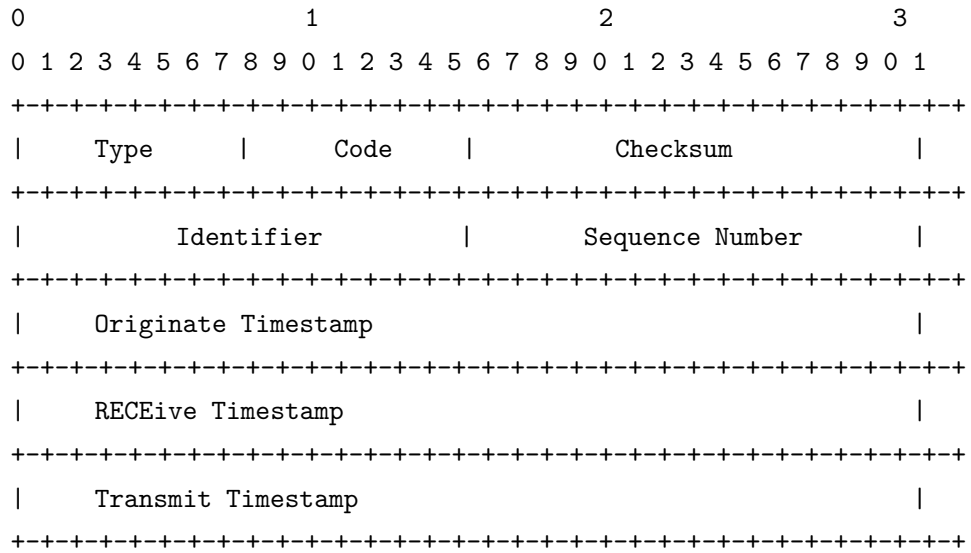 0                   1                   2                   3
0 1 2 3 4 5 6 7 8 9 0 1 2 3 4 5 6 7 8 9 0 1 2 3 4 5 6 7 8 9 0 1
+-+-+-+-+-+-+-+-+-+-+-+-+-+-+-+-+-+-+-+-+-+-+-+-+-+-+-+-+-+-+-+-+
|     Type      |     Code     |         Checksum             |
+-+-+-+-+-+-+-+-+-+-+-+-+-+-+-+-+-+-+-+-+-+-+-+-+-+-+-+-+-+-+-+-+
|          Identifier          |       Sequence Number        |
+-+-+-+-+-+-+-+-+-+-+-+-+-+-+-+-+-+-+-+-+-+-+-+-+-+-+-+-+-+-+-+-+
|     Originate Timestamp                                     |
+-+-+-+-+-+-+-+-+-+-+-+-+-+-+-+-+-+-+-+-+-+-+-+-+-+-+-+-+-+-+-+-+
|     RECEive Timestamp                                       |
+-+-+-+-+-+-+-+-+-+-+-+-+-+-+-+-+-+-+-+-+-+-+-+-+-+-+-+-+-+-+-+-+
|     Transmit Timestamp                                      |
+-+-+-+-+-+-+-+-+-+-+-+-+-+-+-+-+-+-+-+-+-+-+-+-+-+-+-+-+-+-+-+-+